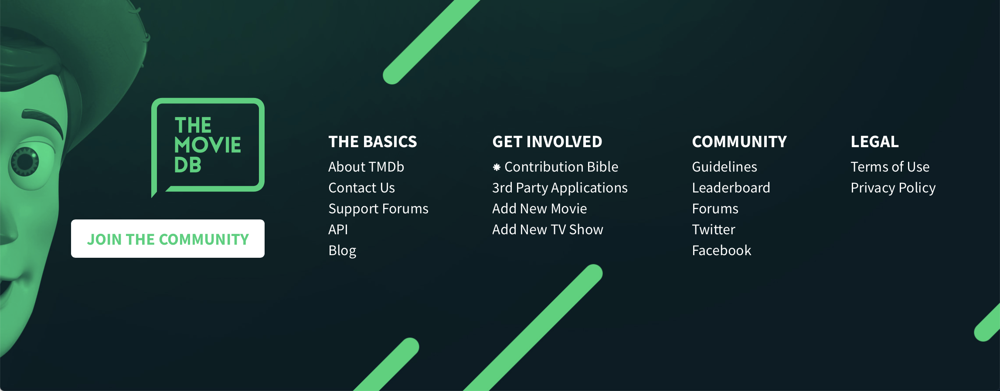 THE
MOVIE
DB
JOIN THE COMMUNITY
THE BASICS
About TMDb
Contact Us
Support Forums
API
Blog
GET INVOLVED
✸ Contribution Bible
3rd Party Applications
Add New Movie
Add New TV Show
COMMUNITY
Guidelines
Leaderboard
Forums
Twitter
Facebook
LEGAL
Terms of Use
Privacy Policy